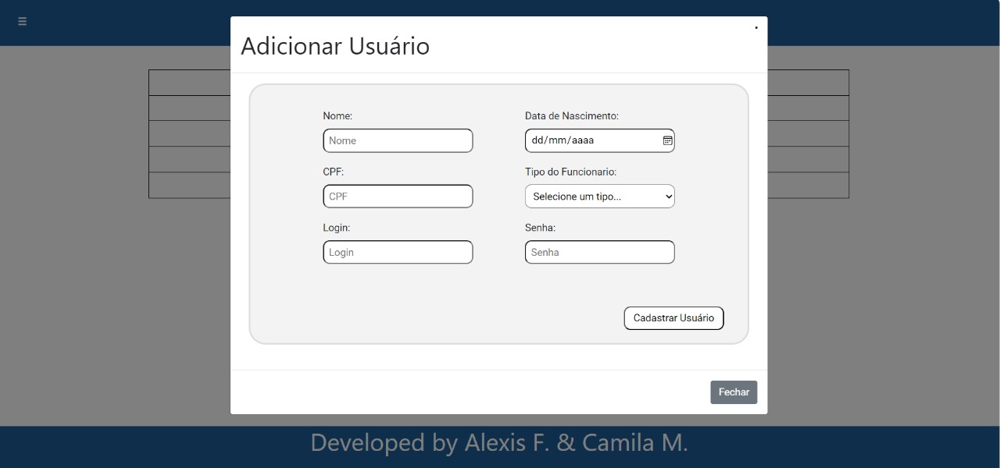 Adicionar Usuário
Nome:
Data de Nascimento:
Nome
dd/mm/aaaa
CPF:
Tipo do Funcionario:
CPF
Selecione um tipo...
Login:
Senha:
Login
Senha
Cadastrar Usuário
Fechar
Developed by Alexis F. & Camila M.